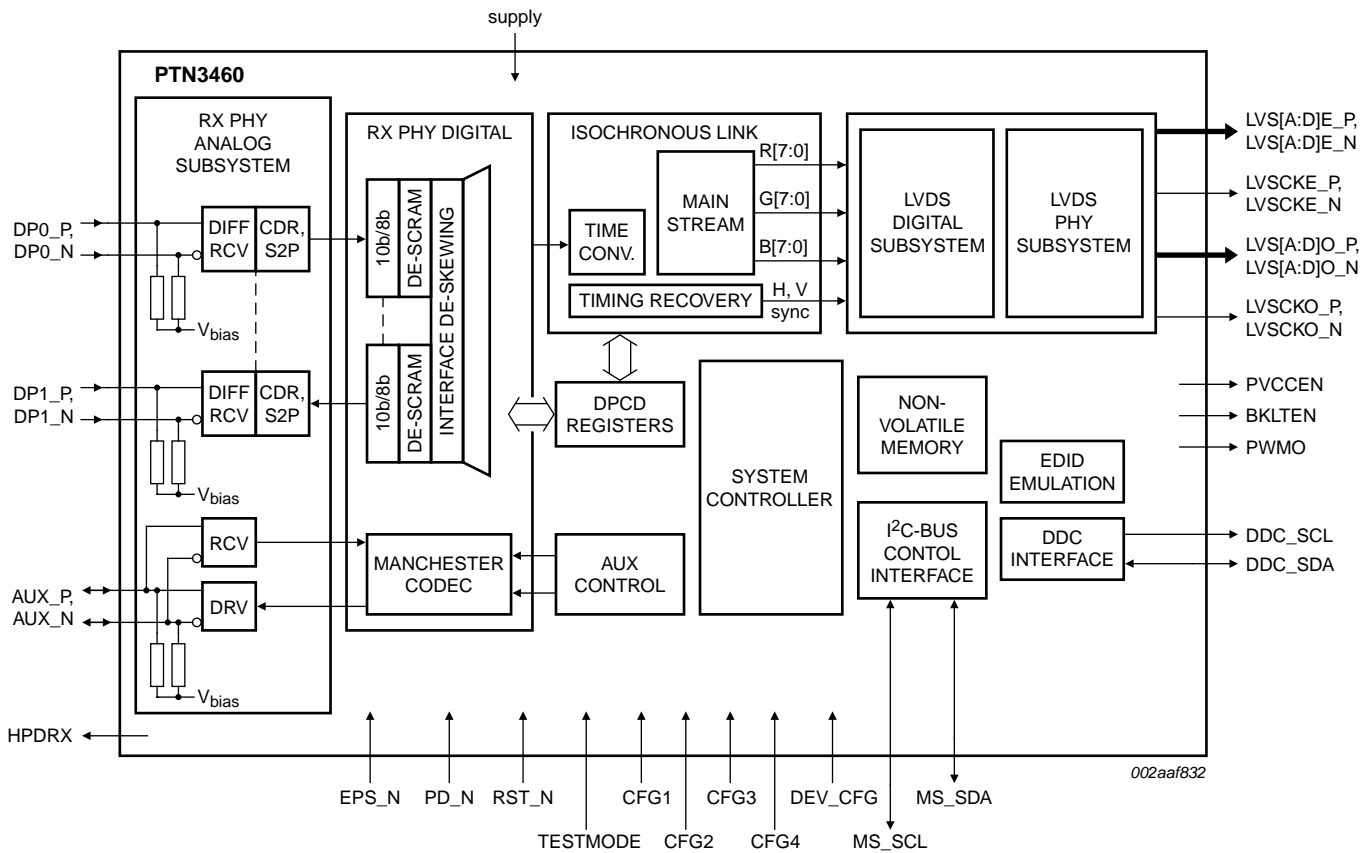 supply
PTN3460
RX PHY
ANALOG
SUBSYSTEM
DP0_P,
DP0_N
DIFF
RCV
CDR,
S2P
Vbias
DP1_P,
DP1_N
DIFF
RCV
CDR,
S2P
Vbias
RCV
AUX_P,
AUX_N
DRV
Vbias
HPDRX
RX PHY DIGITAL
10b/8b
DE-SCRAM
INTERFACE DE-SKEWING
10b/8b
DE-SCRAM
MANCHESTER
CODEC
ISOCHRONOUS LINK
TIME
CONV.
MAIN
STREAM
R[7:0]
G[7:0]
B[7:0]
TIMING RECOVERY
H, V
sync
DPCD
REGISTERS
AUX
CONTROL
SYSTEM
CONTROLLER
LVDS
DIGITAL
SUBSYSTEM
LVDS
PHY
SUBSYSTEM
NON-
VOLATILE
MEMORY
EDID
EMULATION
I2C-BUS
CONTOL
INTERFACE
DDC
INTERFACE
LVS[A:D]E_P,
LVS[A:D]E_N
LVSCKE_P,
LVSCKE_N
LVS[A:D]O_P,
LVS[A:D]O_N
LVSCKO_P,
LVSCKO_N
PVCCEN
BKLTEN
PWMO
DDC_SCL
DDC_SDA
002aaf832
EPS_N
PD_N
RST_N
TESTMODE
CFG1
CFG2
CFG3
CFG4
DEV_CFG
MS_SCL
MS_SDA